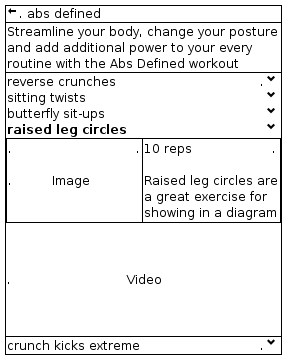 abs defined
Streamline your body, change your posture
and add additional power to your every
routine with the Abs Defined workout
reverse crunches
sitting twists
butterfly sit-ups
raised leg circles
10 reps
Image
Raised leg circles are
a great exercise for
showing in a diagram
Video
crunch kicks extreme